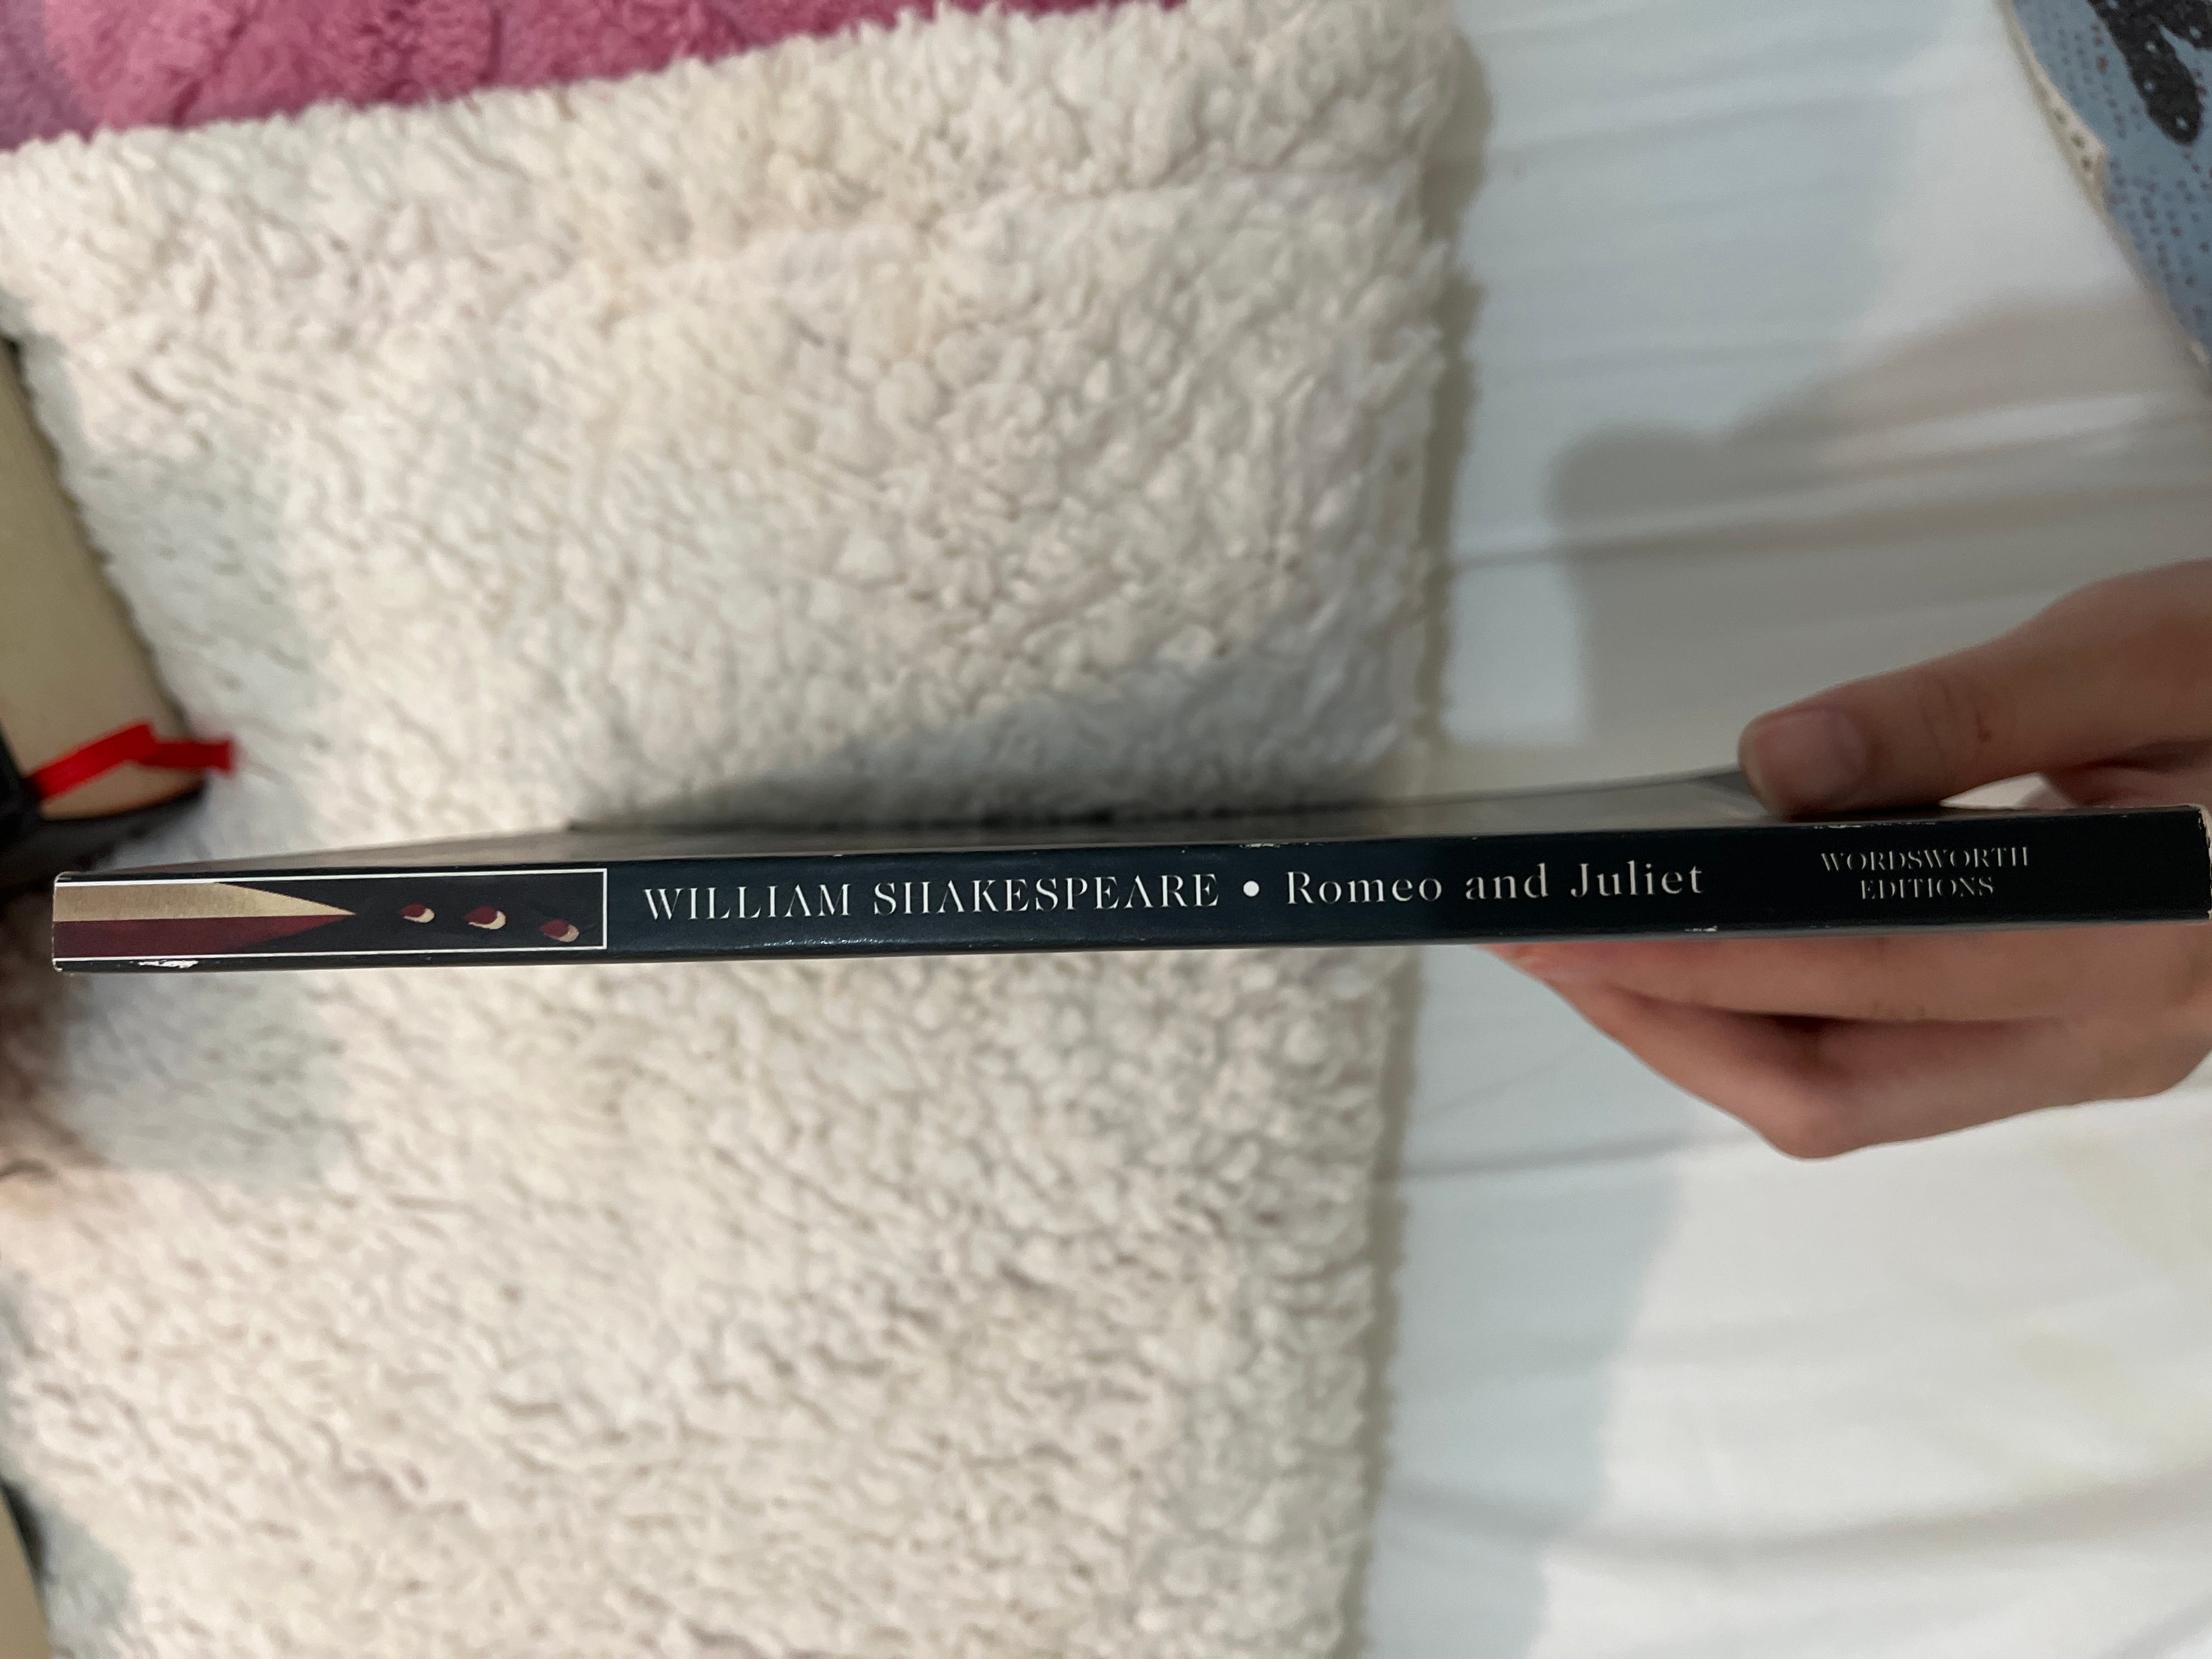 WILLIAM SHAKESPEARE • Romeo and Juliet
WORDSWORTH
EDITIONS